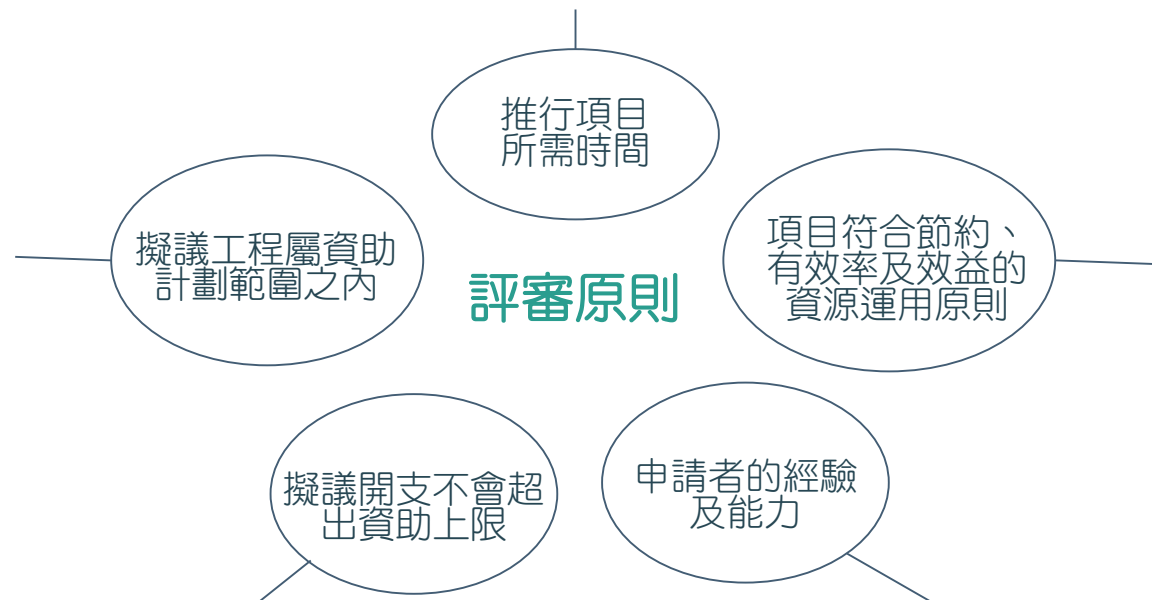 推行項目
所需時間
擬議工程屬資助
計劃範圍之內
項目符合節約、
有效率及效益的
資源運用原則
評審原則
擬議開支不會超
出資助上限
申請者的經驗
及能力